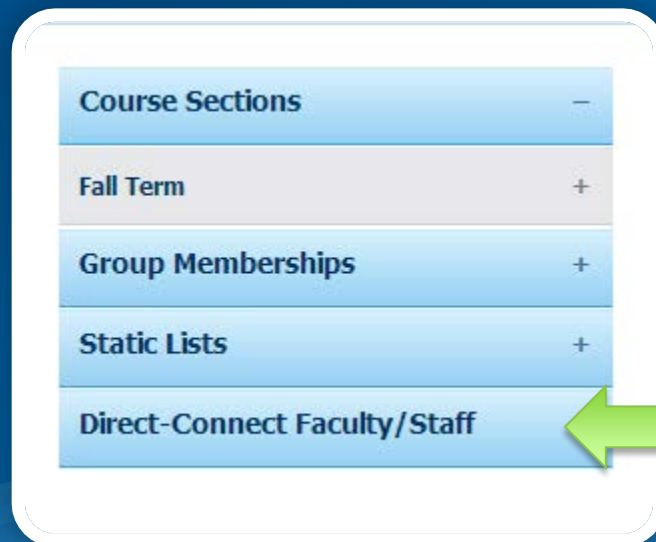 Course Sections −
Fall Term +
Group Memberships +
Static Lists +
Direct-Connect Faculty/Staff